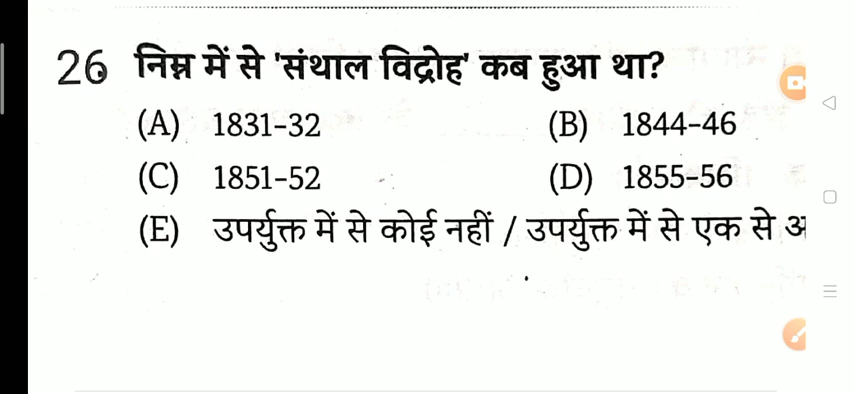 26 निम्न में से 'संथाल विद्रोह' कब हुआ था?
(A) 1831-32 (B) 1844-46
(C) 1851-52 (D) 1855-56
(E) उपर्युक्त में से कोई नहीं / उपर्युक्त में से एक से